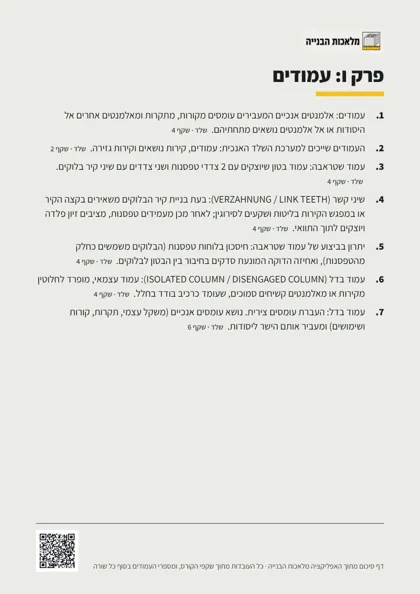 מלאכות הבנייה
פרק ו: עמודים
1. עמודים: אלמנטים אנכיים המעבירים עומסים מקורות, מתקרות ומאלמנטים אחרים אל
היסודות או אל אלמנטים נושאים מתחתיהם. שלד · שקף 4
2. העמודים שייכים למערכת השלד האנכית: עמודים, קירות נושאים וקירות גזירה. שלד · שקף 2
3. עמוד שטראבה: עמוד בטון שיוצקים עם 2 צדדי טפסנות ושני צדדים עם שיני קיר בלוקים.
שלד · שקף 4
4. שיני קשר (VERZAHNUNG / LINK TEETH): בעת בניית קיר הבלוקים משאירים בקצה הקיר
או במפגש הקירות בליטות ושקעים לסירוגין; לאחר מכן מעמידים טפסנות, מציבים זיון פלדה
ויוצקים לתוך התוואי. שלד · שקף 4
5. יתרון בביצוע של עמוד שטראבה: חיסכון בלוחות טפסנות (הבלוקים משמשים כחלק
מהטפסנות), ואחיזה הדוקה המונעת סדקים בחיבור בין הבטון לבלוקים. שלד · שקף 4
6. עמוד בדל (ISOLATED COLUMN / DISENGAGED COLUMN): עמוד עצמאי, מופרד לחלוטין
מקירות או מאלמנטים קשיחים סמוכים, שעומד כרכיב בודד בחלל. שלד · שקף 4
7. עמוד בדל: העברת עומסים צירית. נושא עומסים אנכיים (משקל עצמי, תקרות, קורות
ושימושים) ומעביר אותם הישר ליסודות. שלד · שקף 6
דף סיכום מתוך האפליקציה מלאכות הבנייה · כל העובדות מתוך שקפי הקורס, ומספרי העמודים בסוף כל שורה